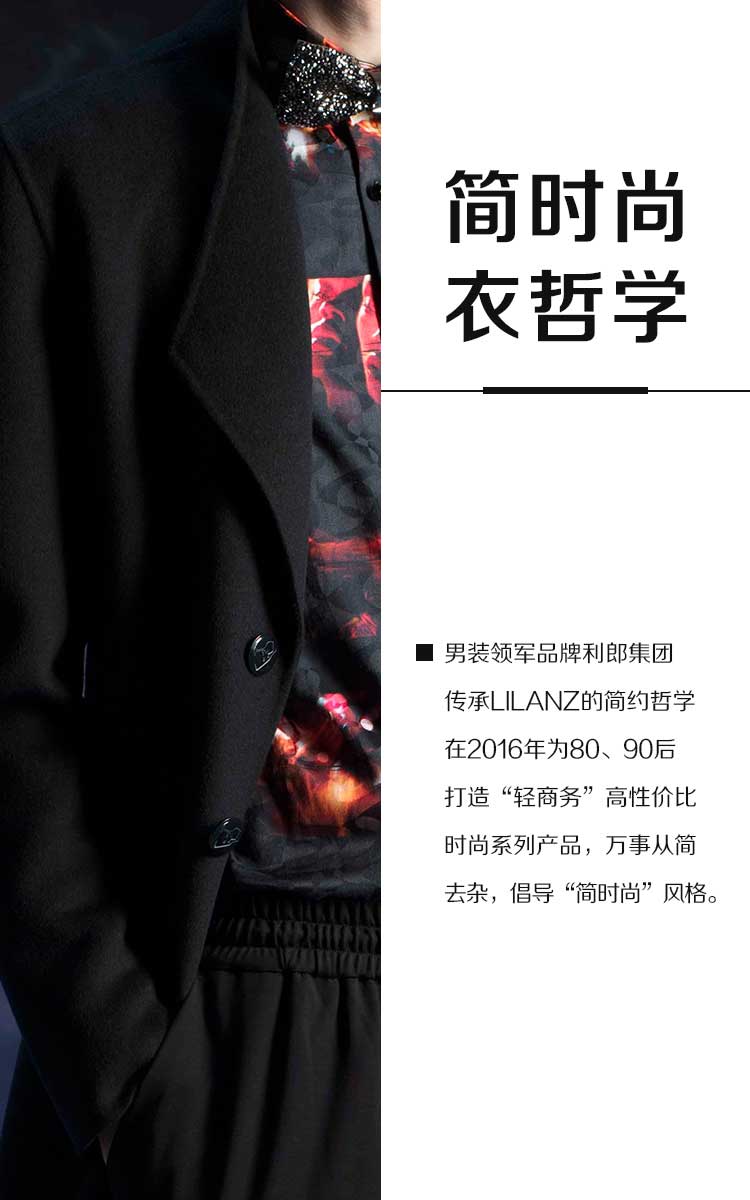 简时尚
衣哲学
男装领军品牌利郎集团
传承LILANZ的简约哲学
在2016年为80、90后
打造“轻商务”高性价比
时尚系列产品，万事从简
去杂，倡导“简时尚”风格。